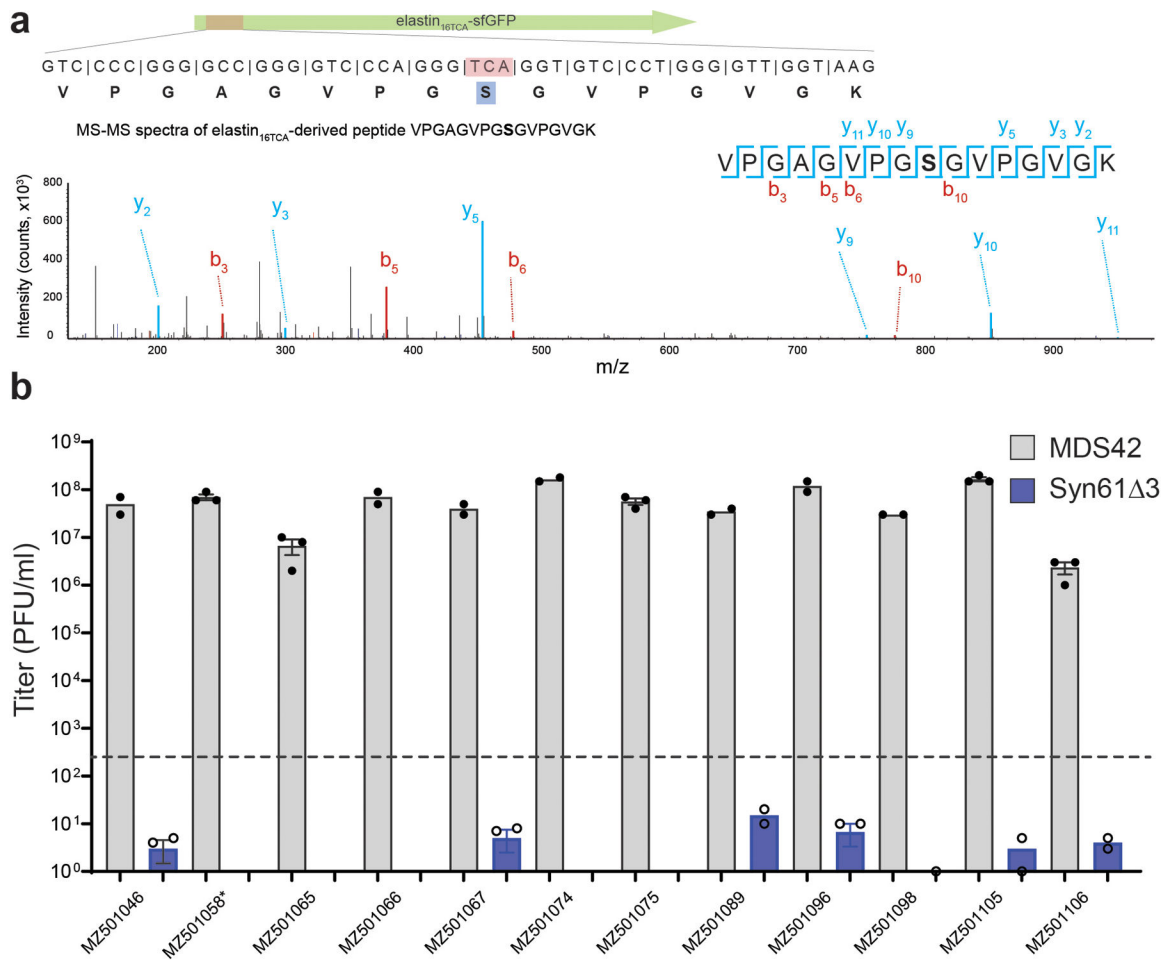 a
elastin16TCA-sfGFP
GTC|CCC|GGG|GCC|GGG|GTC|CCA|GGG|TCA|GGT|GTC|CCT|GGG|GTT|GGT|AAG
V P G A G V P G S G V P G V G K
MS-MS spectra of elastin16TCA-derived peptide VPGAGVPGSGVPGVGK
y11 y10 y9 y5 y3 y2
VPGAGVPGSGVPGVGK
b3 b5 b6 b10
Intensity (counts, x10³)
800
600
400
200
0
y2 b3 y3 b5 y5 b6 y9 b10 y10 y11
200 300 400 500 600 700 800 900
m/z
b
Titer (PFU/ml)
10⁹
10⁸
10⁷
10⁶
10⁵
10⁴
10³
10²
10¹
10⁰
MDS42
Syn61Δ3
MZ501046 MZ501058* MZ501065 MZ501066 MZ501067 MZ501074 MZ501075 MZ501089 MZ501096 MZ501098 MZ501105 MZ501106